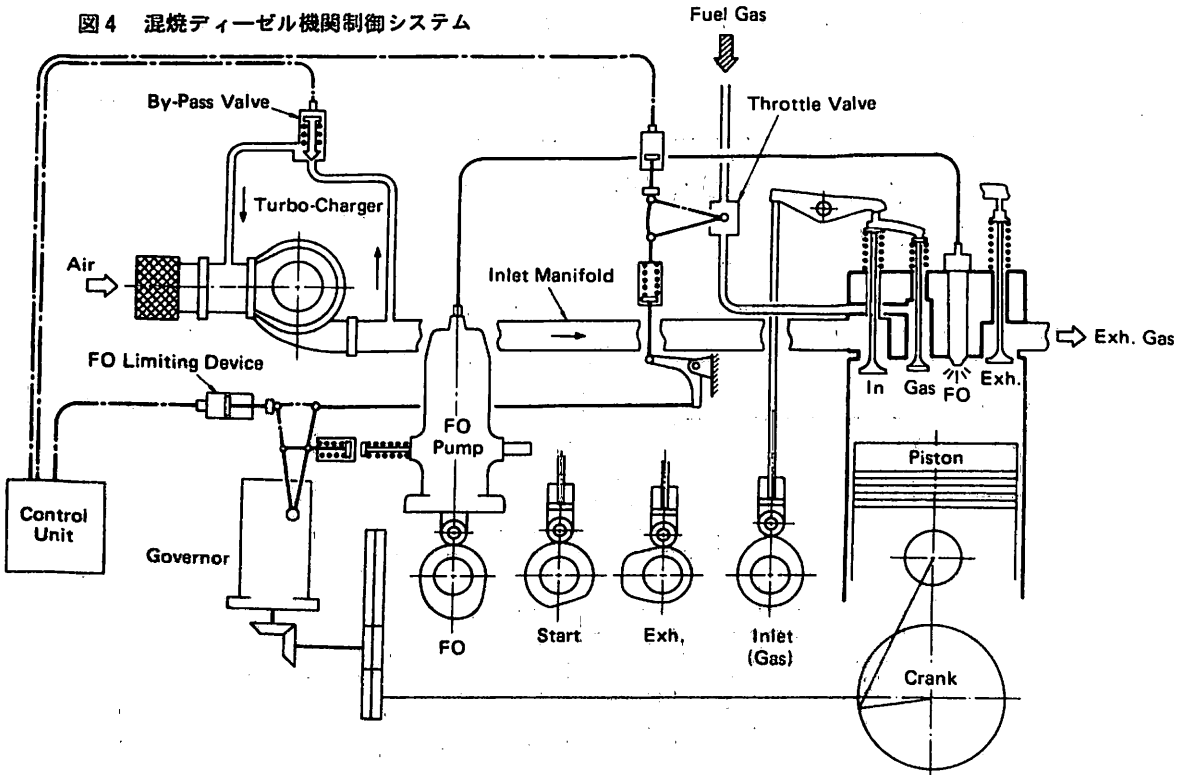 図4 混焼ディーゼル機関制御システム
Fuel Gas
By-Pass Valve
Throttle Valve
Turbo-Charger
Air
Inlet Manifold
Exh. Gas
FO Limiting Device
In
Gas
FO
Exh.
FO
Pump
Piston
Control
Unit
Governor
FO
Start
Exh.
Inlet
(Gas)
Crank